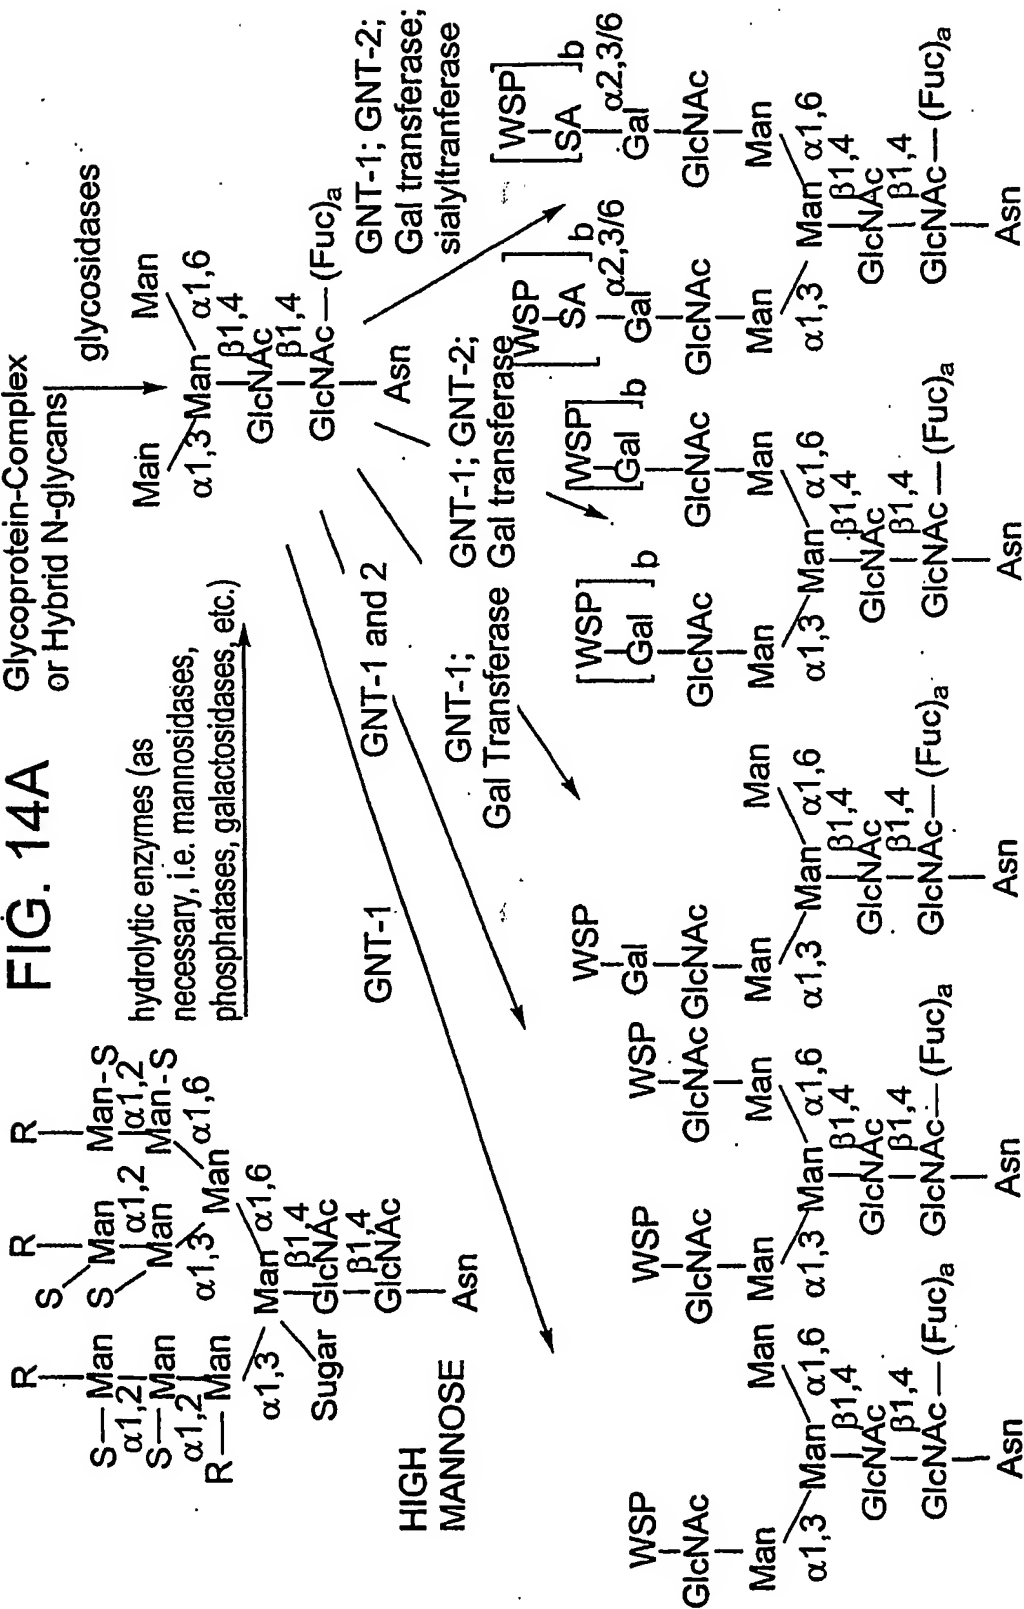 FIG. 14A
Glycoprotein-Complex
or Hybrid N-glycans
glycosidases
hydrolytic enzymes (as
necessary, i.e. mannosidases,
phosphatases, galactosidases, etc.)
R
S—Man
α1,2
S—Man
α1,2
R—Man
α1,3
R
S
Man
α1,2
S
Man
α1,3
R
Man-S
α1,2
Man-S
α1,6
Man
α1,6
Man
Sugar
β1,4
GlcNAc
β1,4
GlcNAc
Asn
HIGH
MANNOSE
Man
Man
α1,3
Man
α1,6
β1,4
GlcNAc
β1,4
GlcNAc—(Fuc)a
Asn
GNT-1
GNT-1 and 2
GNT-1;
Gal Transferase
GNT-1; GNT-2;
Gal transferase
GNT-1; GNT-2;
Gal transferase;
sialyltranferase
WSP
GlcNAc
Man
Man
α1,3
Man
α1,6
β1,4
GlcNAc
β1,4
GlcNAc—(Fuc)a
Asn
WSP
WSP
GlcNAc
GlcNAc
Man
Man
α1,3
Man
α1,6
β1,4
GlcNAc
β1,4
GlcNAc—(Fuc)a
Asn
WSP
Gal
GlcNAc
Man
Man
α1,3
Man
α1,6
β1,4
GlcNAc
β1,4
GlcNAc—(Fuc)a
Asn
[WSP]
[WSP]
Gal
b
Gal
b
GlcNAc
GlcNAc
Man
Man
α1,3
Man
α1,6
β1,4
GlcNAc
β1,4
GlcNAc—(Fuc)a
Asn
[WSP]
[WSP]
SA
b
SA
b
α2,3/6
α2,3/6
Gal
Gal
GlcNAc
GlcNAc
Man
Man
α1,3
Man
α1,6
β1,4
GlcNAc
β1,4
GlcNAc—(Fuc)a
Asn